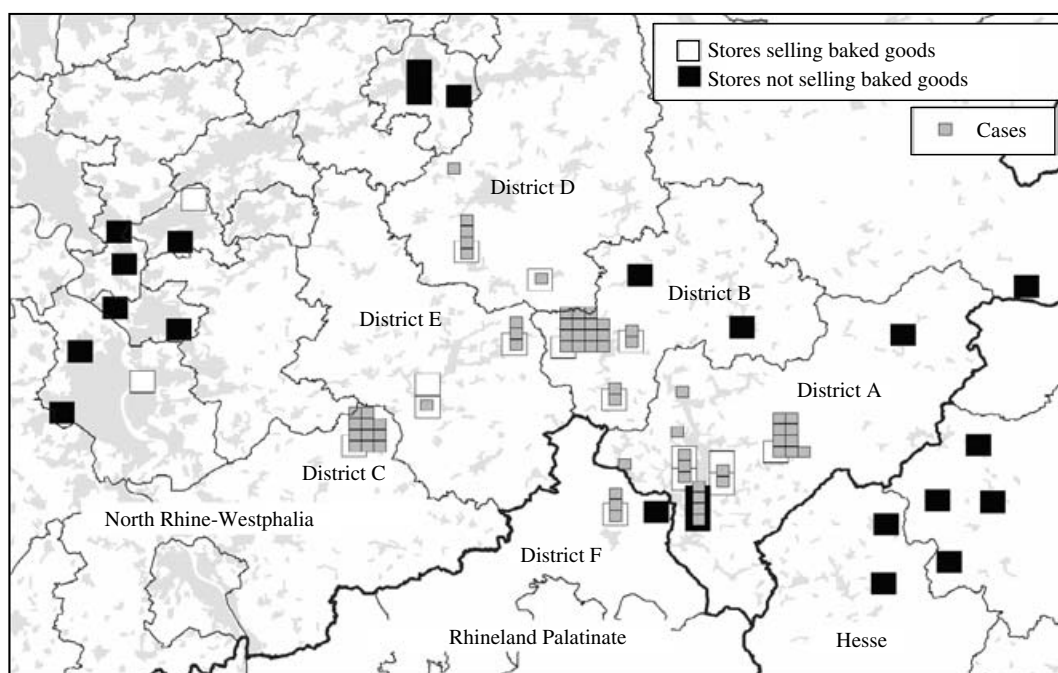 Stores selling baked goods
Stores not selling baked goods
Cases
District D
District B
District E
District A
District C
North Rhine-Westphalia
District F
Rhineland Palatinate
Hesse